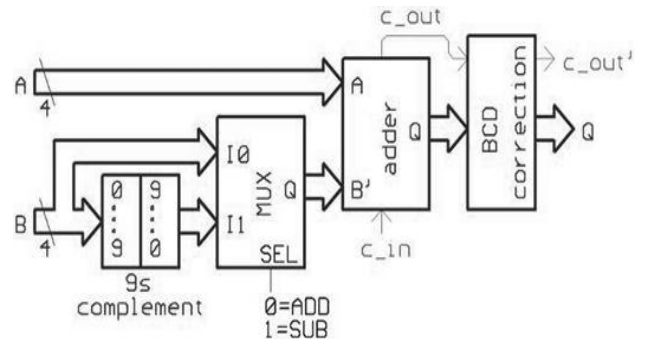 c_out
c_out'
A
4
A
adder
Q
B'
c_in
BCD
correction
Q
I0
MUX
Q
I1
SEL
B
4
0 9
. .
. .
. .
9 0
9s
complement
0=ADD
1=SUB